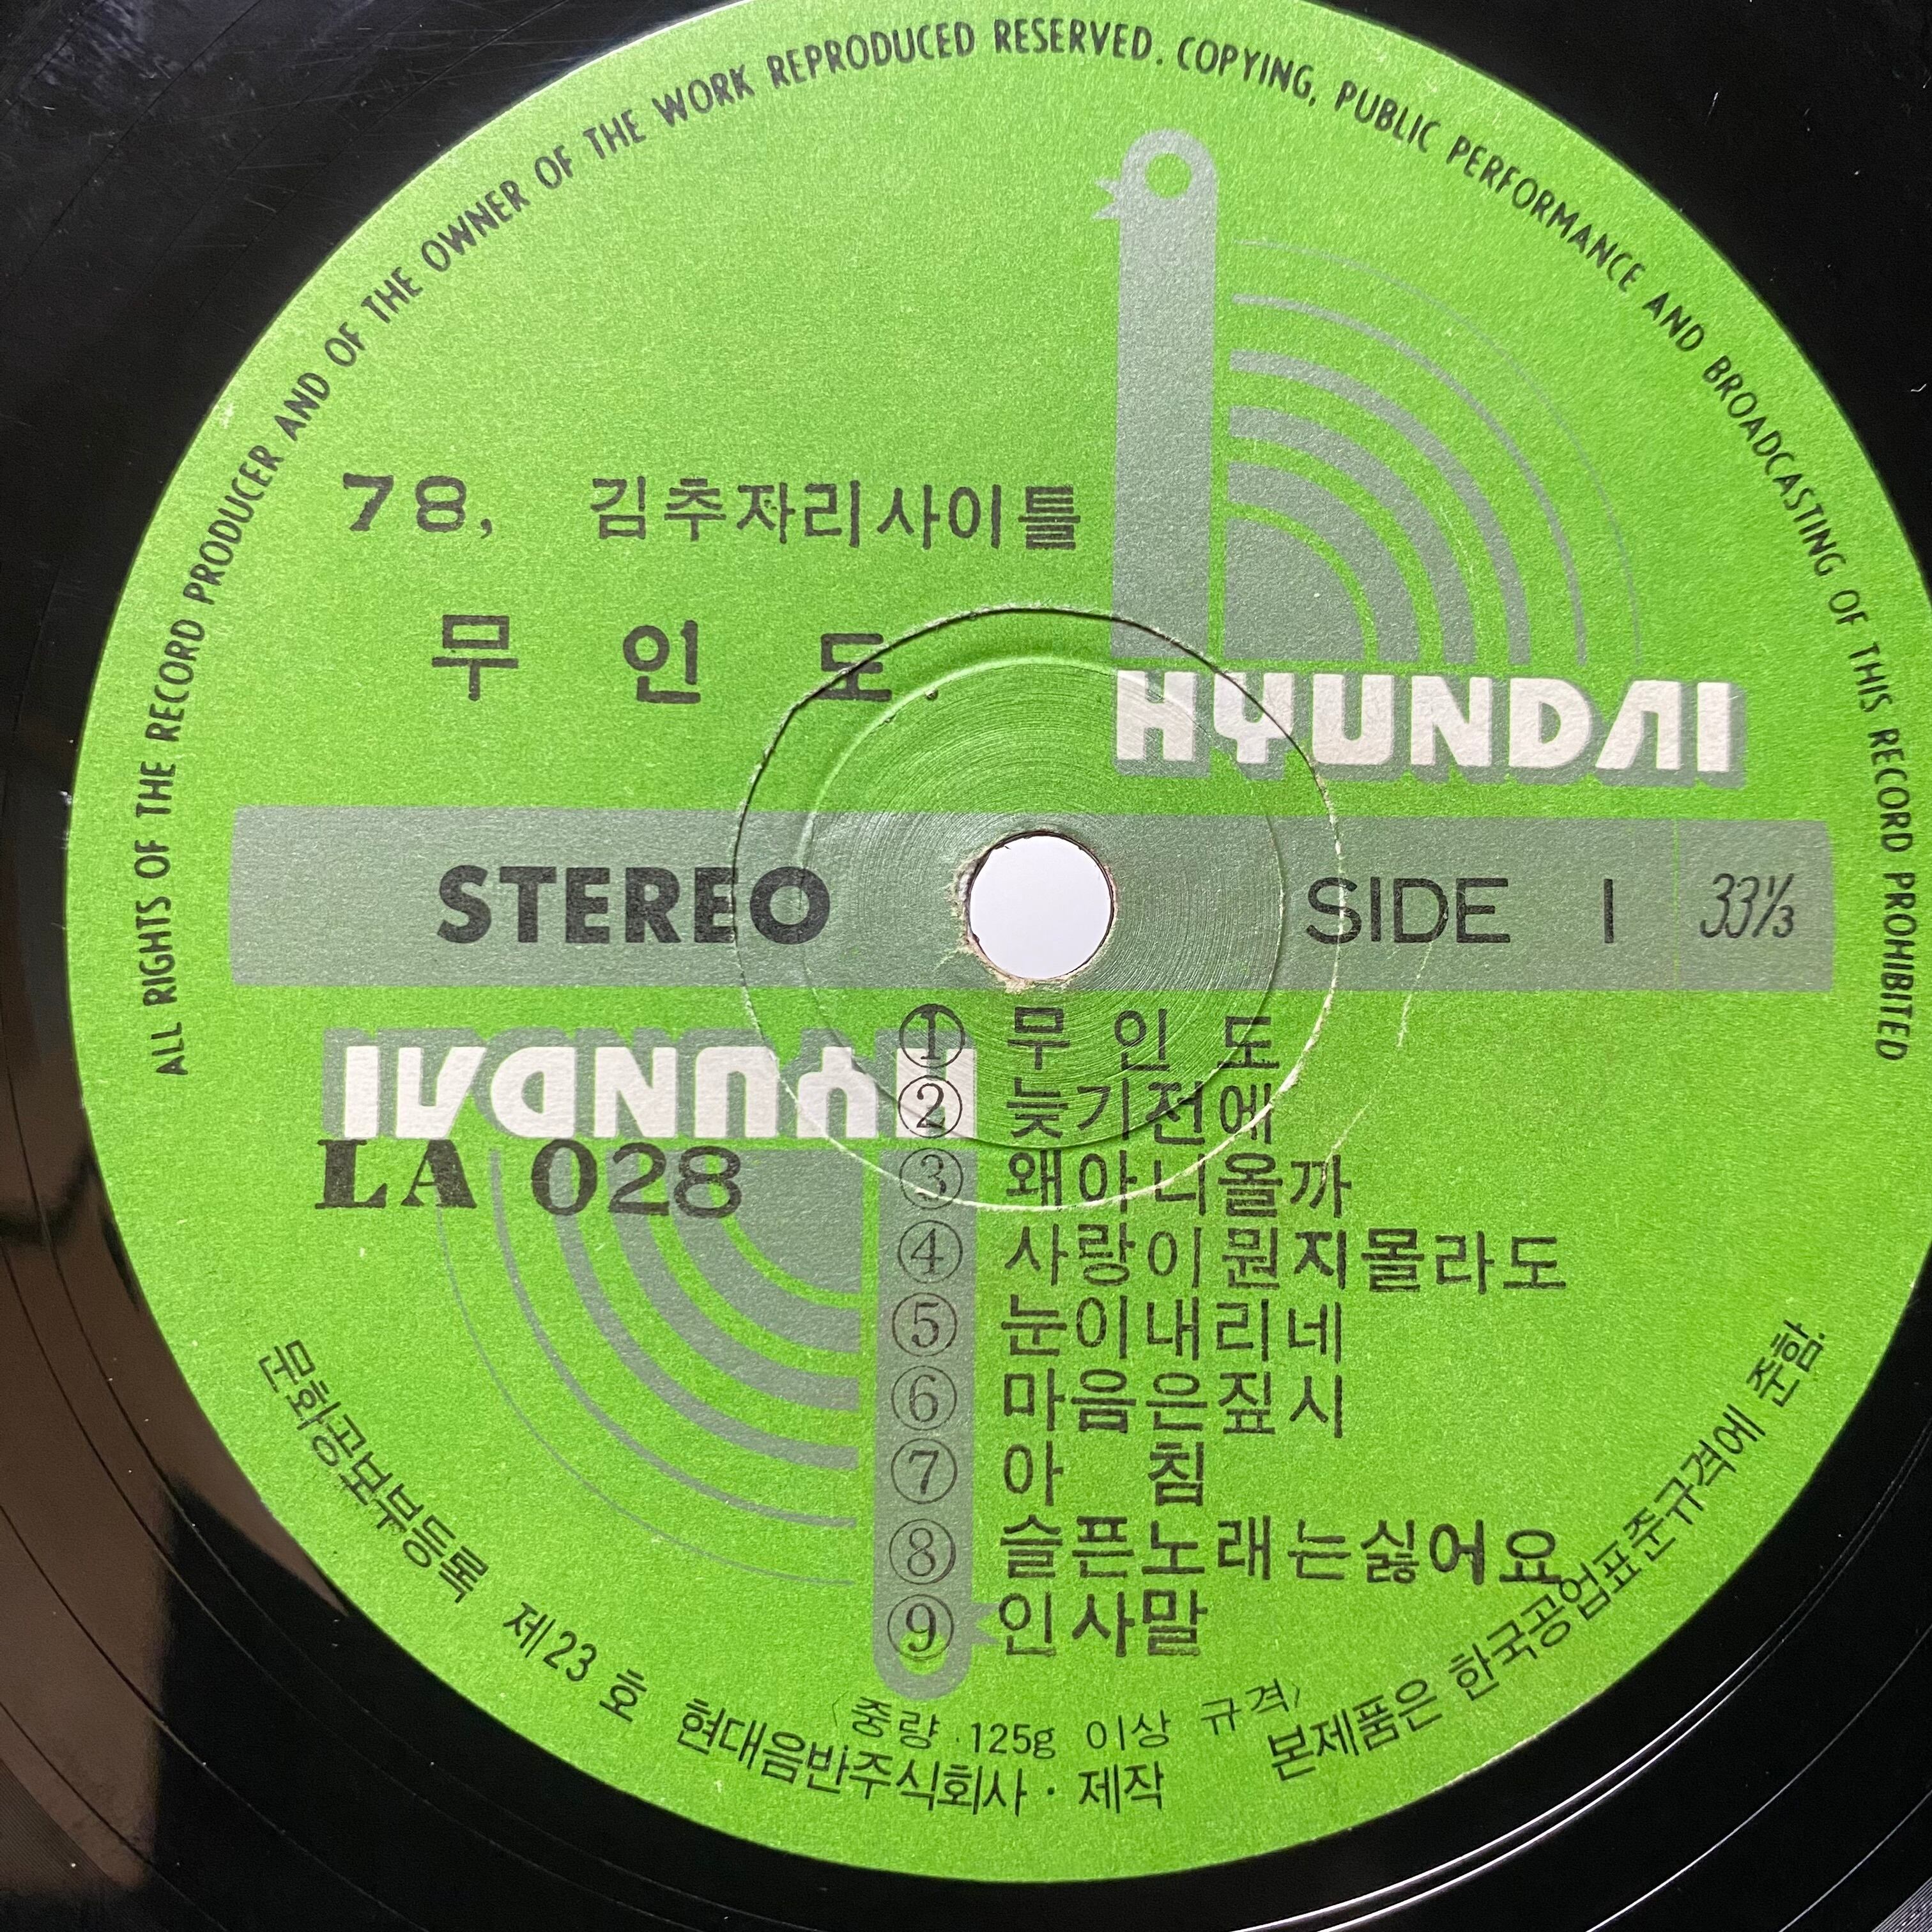 ALL RIGHTS OF THE RECORD PRODUCER AND OF THE OWNER OF THE WORK REPRODUCED RESERVED. COPYING, PUBLIC PERFORMANCE AND BROADCASTING OF THIS RECORD PROHIBITED
78, 김추자리사이틀
무 인 도.
HYUNDAI
STEREO
SIDE 1 33⅓
HYUNDAI
LA 028
① 무 인 도
② 늦기전에
③ 왜아니올까
④ 사랑이뭔지몰라도
⑤ 눈이내리네
⑥ 마음은짚시
⑦ 아 침
⑧ 슬픈노래는싫어요
⑨ 인사말
〈중량 125g 이상 규격〉
문화공보부등록 제23호 현대음반주식회사·제작 본제품은 한국공업표준규격에 준함.